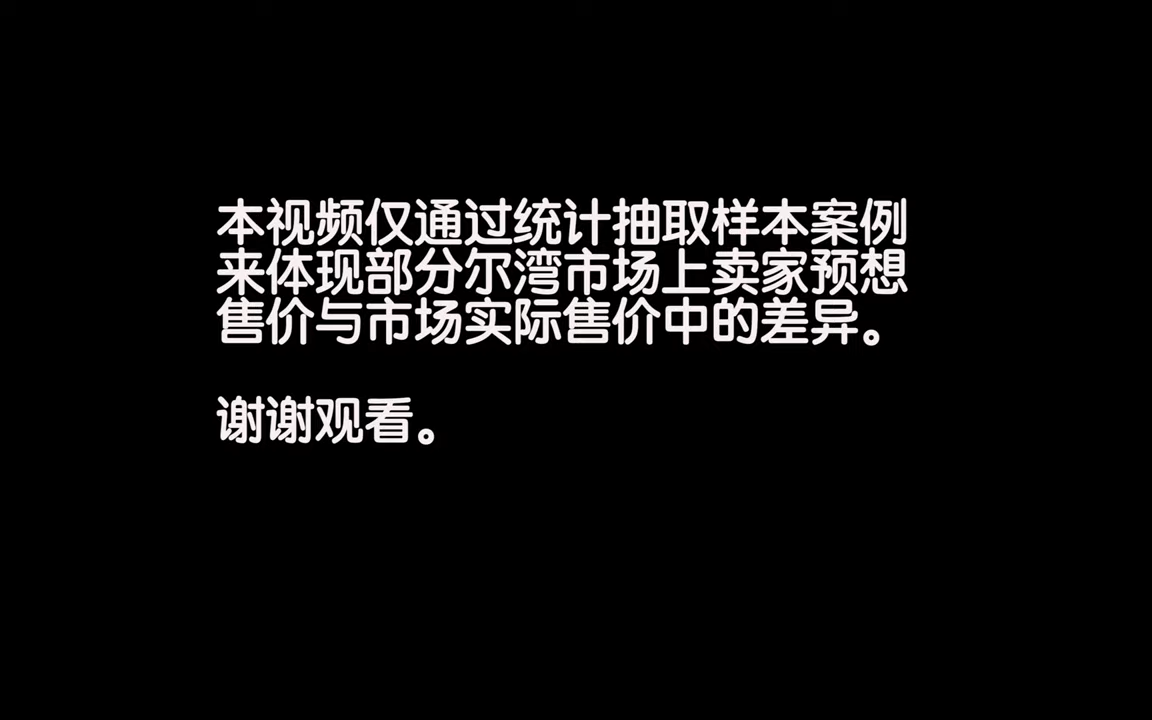 本视频仅通过统计抽取样本案例
来体现部分尔湾市场上卖家预想
售价与市场实际售价中的差异。
谢谢观看。